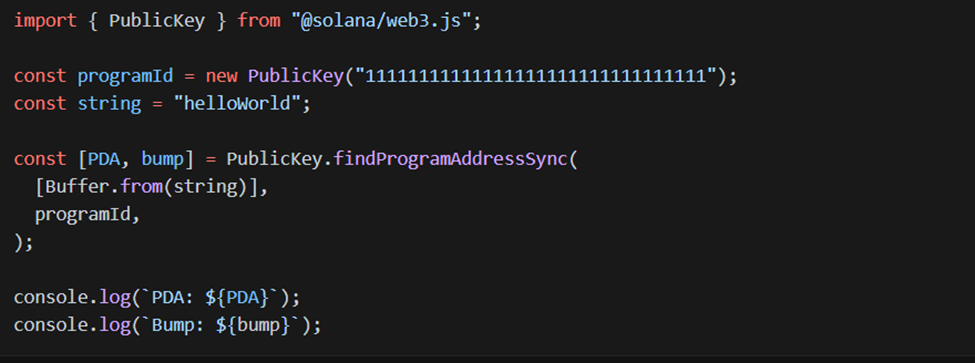 import { PublicKey } from "@solana/web3.js";
const programId = new PublicKey("11111111111111111111111111111111");
const string = "helloWorld";
const [PDA, bump] = PublicKey.findProgramAddressSync(
[Buffer.from(string)],
programId,
);
console.log(`PDA: ${PDA}`);
console.log(`Bump: ${bump}`);